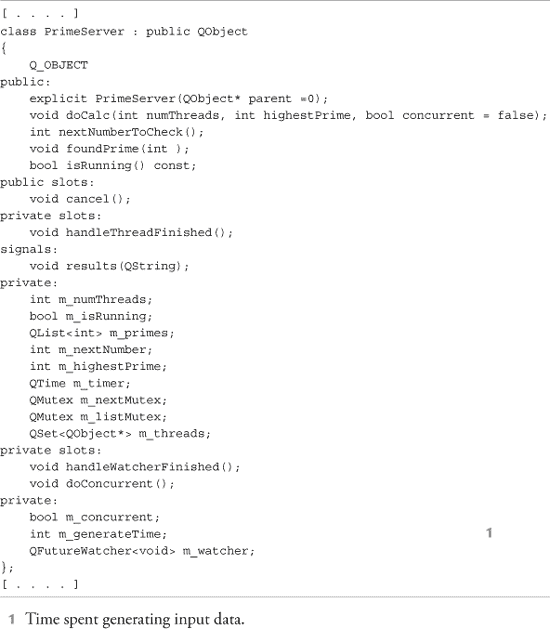 [ . . . . ]
class PrimeServer : public QObject
{
    Q_OBJECT
public:
    explicit PrimeServer(QObject* parent =0);
    void doCalc(int numThreads, int highestPrime, bool concurrent = false);
    int nextNumberToCheck();
    void foundPrime(int );
    bool isRunning() const;
public slots:
    void cancel();
private slots:
    void handleThreadFinished();
signals:
    void results(QString);
private:
    int m_numThreads;
    bool m_isRunning;
    QList<int> m_primes;
    int m_nextNumber;
    int m_highestPrime;
    QTime m_timer;
    QMutex m_nextMutex;
    QMutex m_listMutex;
    QSet<QObject*> m_threads;
private slots:
    void handleWatcherFinished();
    void doConcurrent();
private:
    bool m_concurrent;
    int m_generateTime; 1
    QFutureWatcher<void> m_watcher;
};
[ . . . . ]
1 Time spent generating input data.